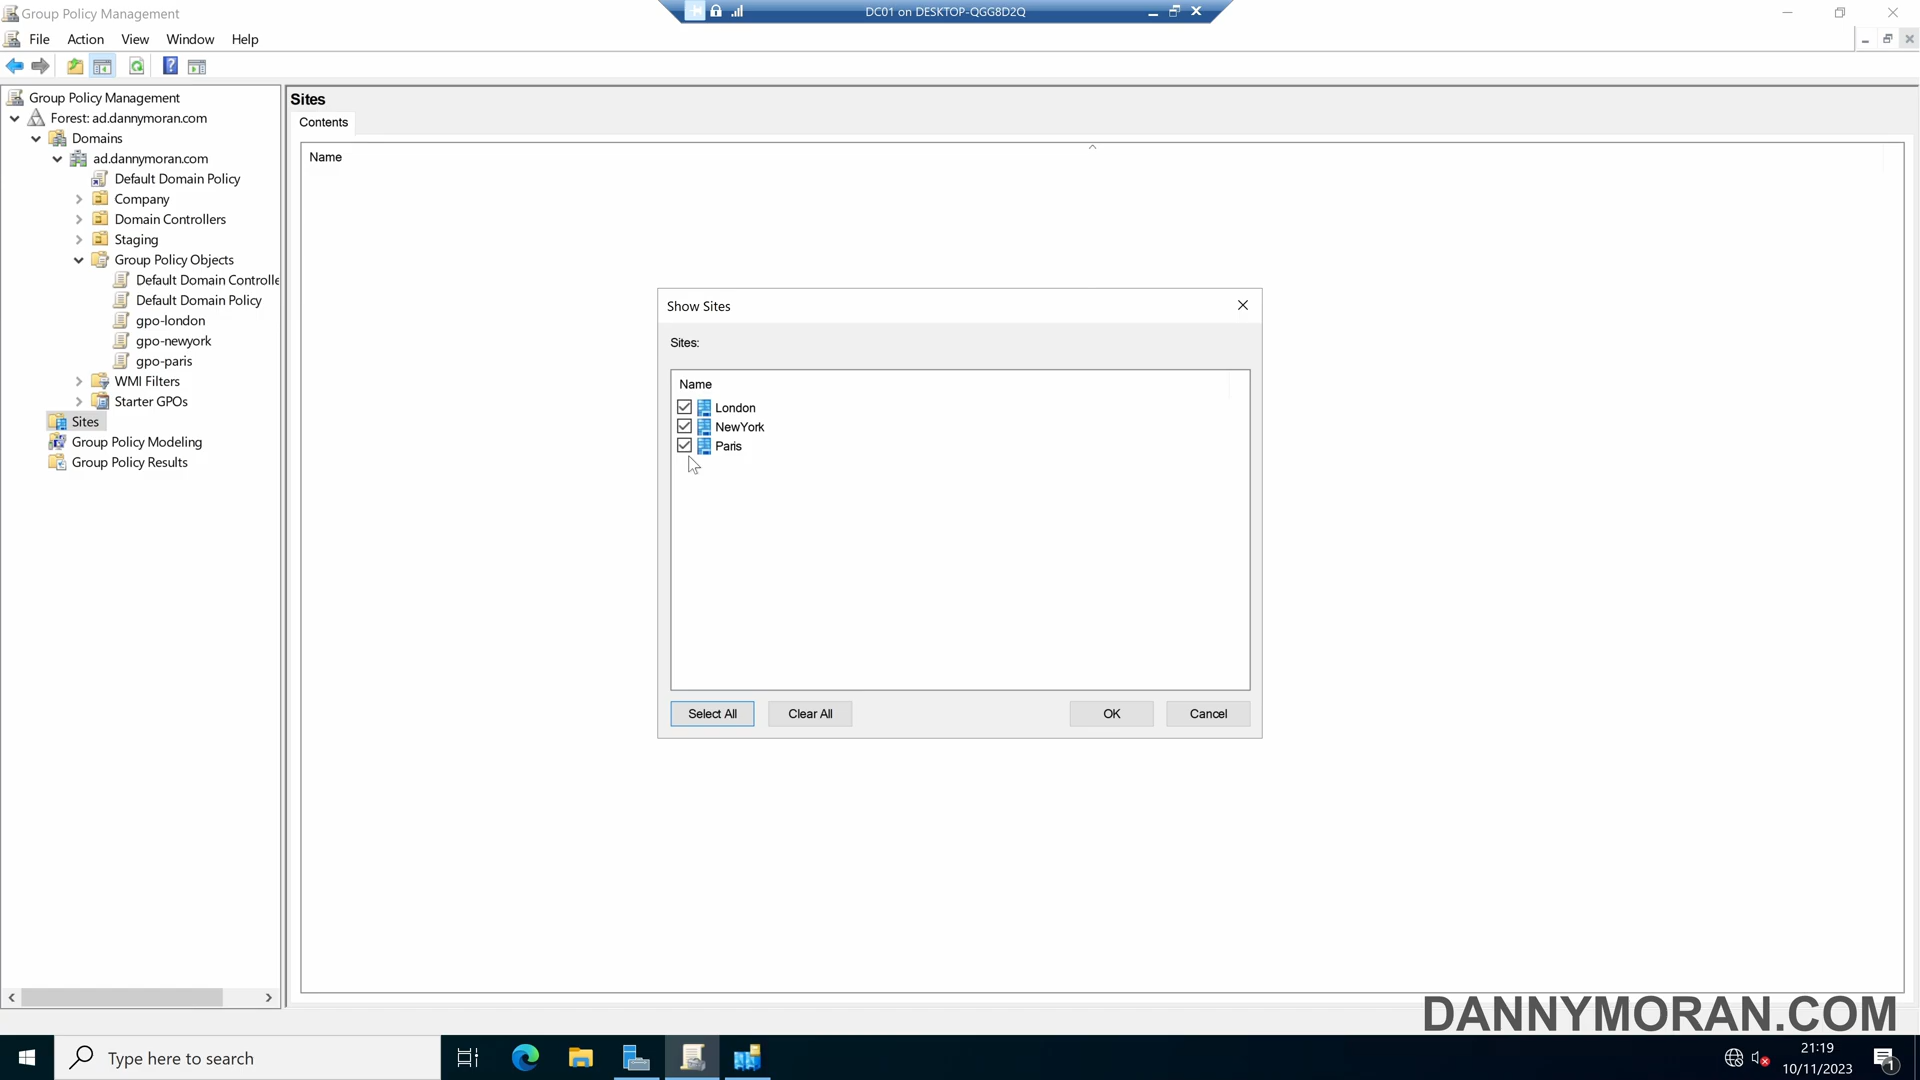 Group Policy Management
DC01 on DESKTOP-QGG8D2Q
File Action View Window Help
Group Policy Management
Forest: ad.dannymoran.com
Domains
ad.dannymoran.com
Default Domain Policy
Company
Domain Controllers
Staging
Group Policy Objects
Default Domain Controlle
Default Domain Policy
gpo-london
gpo-newyork
gpo-paris
WMI Filters
Starter GPOs
Sites
Group Policy Modeling
Group Policy Results
Sites
Contents
Name
Show Sites
Sites:
Name
London
NewYork
Paris
Select All Clear All OK Cancel
DANNYMORAN.COM
Type here to search
21:19
10/11/2023
1